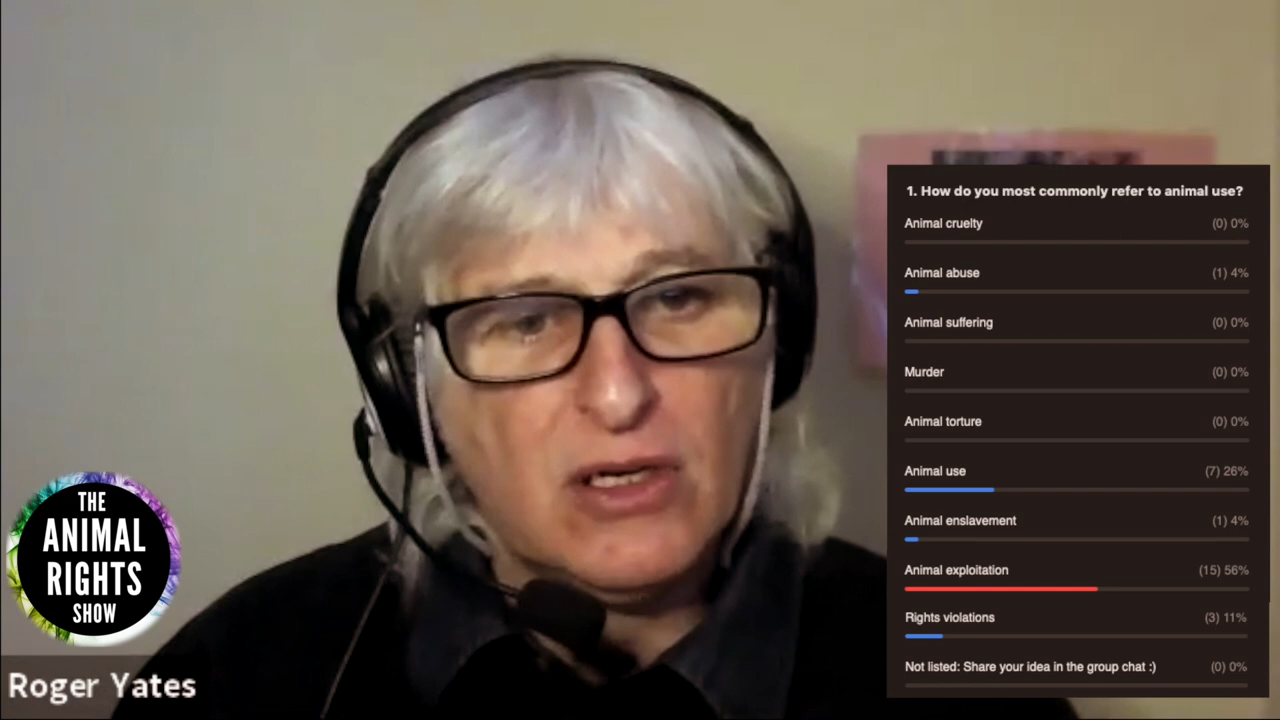 1. How do you most commonly refer to animal use?
Animal cruelty (0) 0%
Animal abuse (1) 4%
Animal suffering (0) 0%
Murder (0) 0%
Animal torture (0) 0%
Animal use (7) 26%
Animal enslavement (1) 4%
Animal exploitation (15) 56%
Rights violations (3) 11%
Not listed: Share your idea in the group chat :) (0) 0%
THE
ANIMAL
RIGHTS
SHOW
Roger Yates